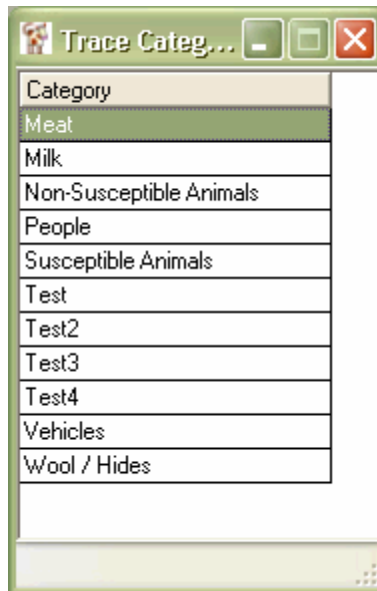 Trace Categ...
Category
Meat
Milk
Non-Susceptible Animals
People
Susceptible Animals
Test
Test2
Test3
Test4
Vehicles
Wool / Hides